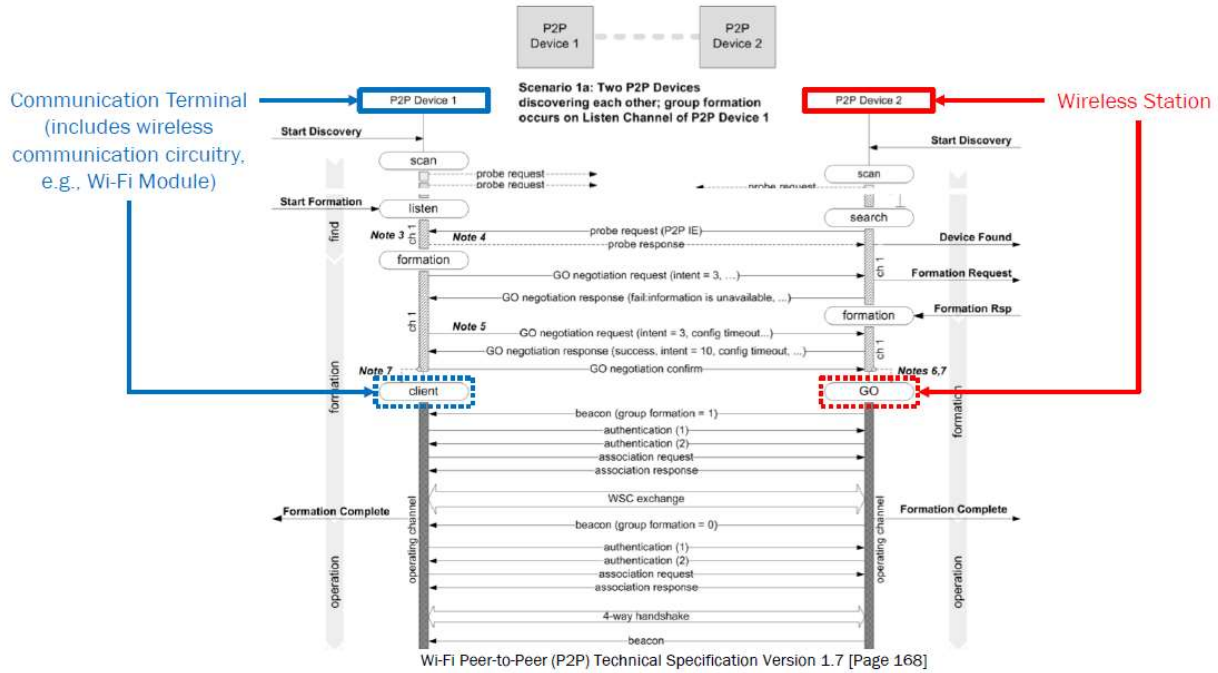 P2P
Device 1
P2P
Device 2
Scenario 1a: Two P2P Devices
discovering each other; group formation
occurs on Listen Channel of P2P Device 1
Communication Terminal
(includes wireless
communication circuitry,
e.g., Wi-Fi Module)
P2P Device 1
P2P Device 2
Wireless Station
Start Discovery
Start Discovery
scan
scan
probe request
probe request
probe request
Start Formation
listen
search
find
Note 3
ch 1
Note 4
probe request (P2P IE)
probe response
Device Found
formation
ch 1
GO negotiation request (intent = 3, ...)
Formation Request
GO negotiation response (fail:information is unavailable, ...)
formation
Formation Rsp
ch 1
Note 5
GO negotiation request (intent = 3, config timeout...)
GO negotiation response (success, intent = 10, config timeout, ...)
ch 1
Note 7
GO negotiation confirm
Notes 6,7
client
GO
formation
formation
beacon (group formation = 1)
authentication (1)
authentication (2)
association request
association response
WSC exchange
Formation Complete
Formation Complete
operating channel
operating channel
beacon (group formation = 0)
authentication (1)
authentication (2)
association request
association response
operation
operation
4-way handshake
beacon
Wi-Fi Peer-to-Peer (P2P) Technical Specification Version 1.7 [Page 168]